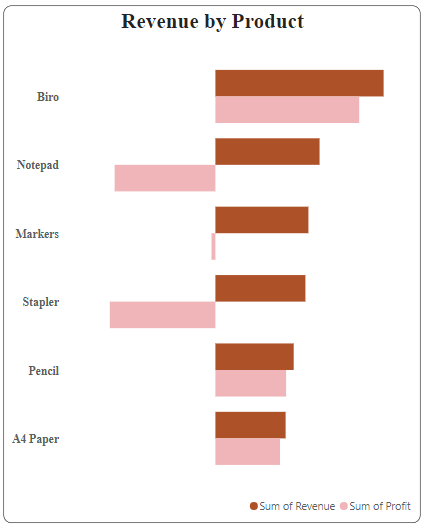 Revenue by Product
Biro
Notepad
Markers
Stapler
Pencil
A4 Paper
Sum of Revenue Sum of Profit